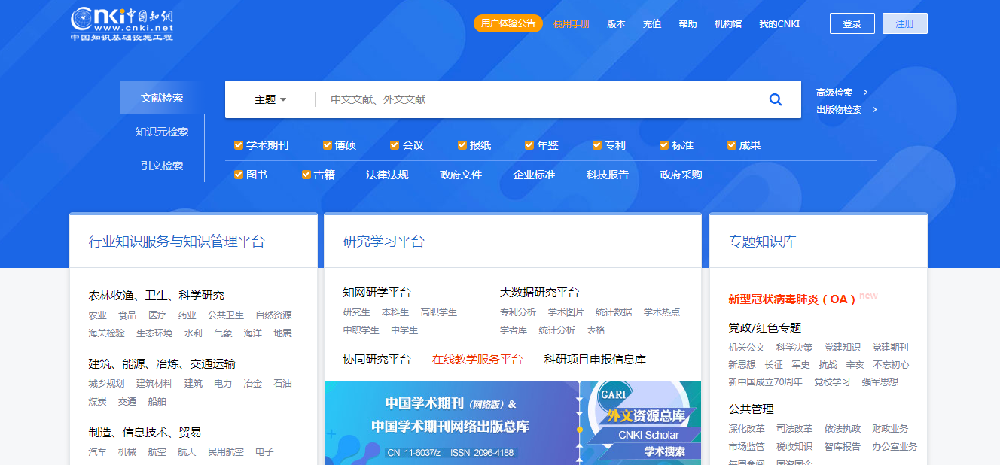 CNKI 中国知网
www.cnki.net
中国知识基础设施工程
用户体验公告 使用手册 版本 充值 帮助 机构馆 我的CNKI 登录 注册
文献检索
知识元检索
引文检索
主题 中文文献、外文文献
高级检索 >
出版物检索 >
学术期刊 博硕 会议 报纸 年鉴 专利 标准 成果
图书 古籍 法律法规 政府文件 企业标准 科技报告 政府采购
行业知识服务与知识管理平台
农林牧渔、卫生、科学研究
农业 食品 医疗 药业 公共卫生 自然资源
海关检验 生态环境 水利 气象 海洋 地震
建筑、能源、冶炼、交通运输
城乡规划 建筑材料 建筑 电力 冶金 石油
煤炭 交通 船舶
制造、信息技术、贸易
汽车 机械 航空 航天 民用航空 电子
研究学习平台
知网研学平台
研究生 本科生 高职学生
中职学生 中学生
大数据研究平台
专利分析 学术图片 统计数据 学术热点
学者库 统计分析 表格
协同研究平台 在线教学服务平台 科研项目申报信息库
中国学术期刊（网络版）&
中国学术期刊网络出版总库
CN 11-6037/z ISSN 2096-4188
GARI
外文资源总库
CNKI Scholar
学术搜索
专题知识库
新型冠状病毒肺炎（OA） new
党政/红色专题
机关公文 科学决策 党建知识 党建期刊
新思想 长征 军史 抗战 辛亥 不忘初心
新中国成立70周年 党校学习 强军思想
公共管理
深化改革 司法改革 依法执政 财政业务
市场监管 税收知识 智库报告 办公室业务
每周参阅 国资国企